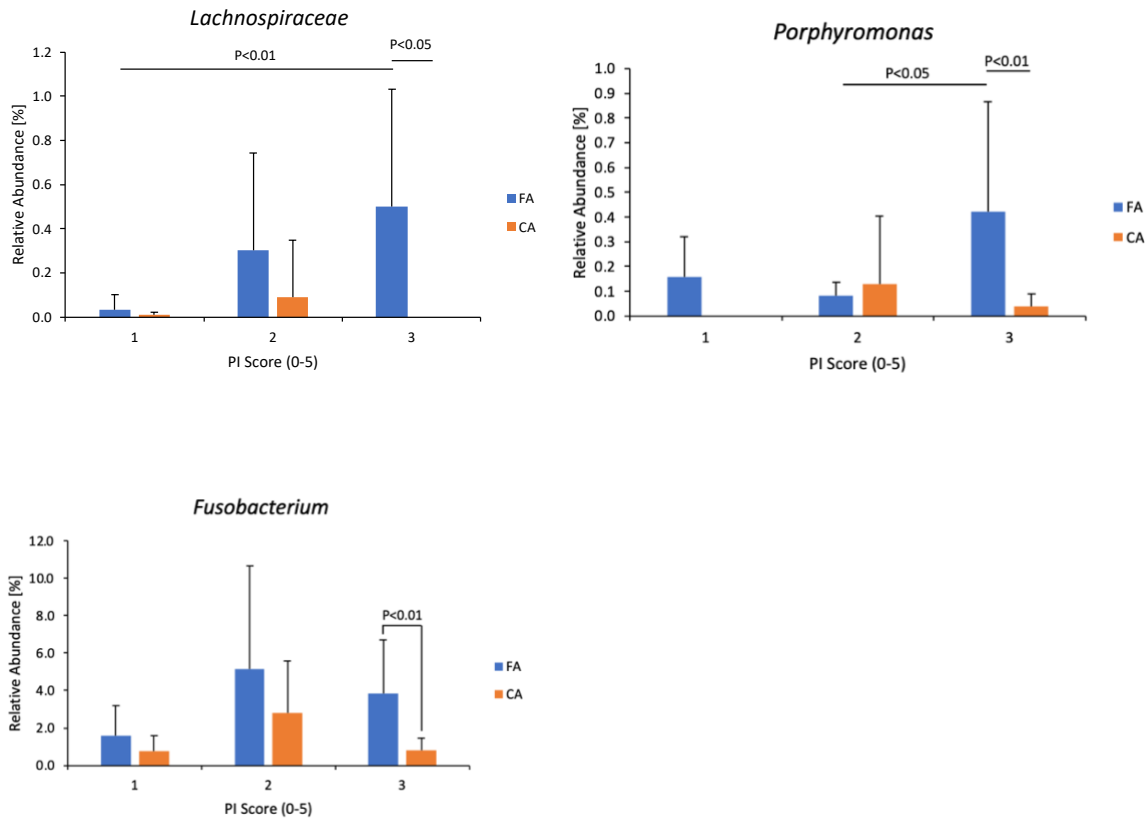 Lachnospiraceae
P<0.01
P<0.05
Relative Abundance [%]
1.2
1.0
0.8
0.6
0.4
0.2
0.0
1 2 3
PI Score (0-5)
FA
CA
Porphyromonas
P<0.05
P<0.01
Relative Abundance [%]
1.0
0.9
0.8
0.7
0.6
0.5
0.4
0.3
0.2
0.1
0.0
1 2 3
PI Score (0-5)
FA
CA
Fusobacterium
P<0.01
Relative Abundance [%]
12.0
10.0
8.0
6.0
4.0
2.0
0.0
1 2 3
PI Score (0-5)
FA
CA